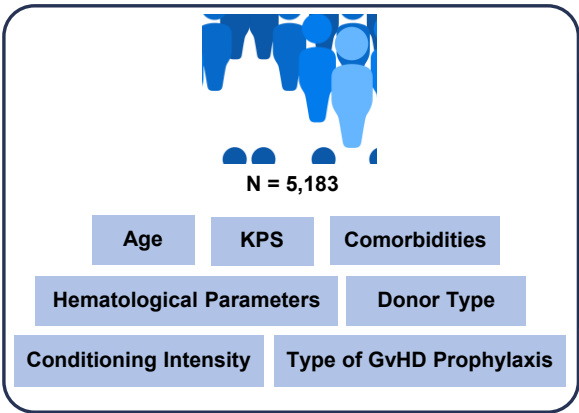 N = 5,183
Age KPS Comorbidities
Hematological Parameters Donor Type
Conditioning Intensity Type of GvHD Prophylaxis